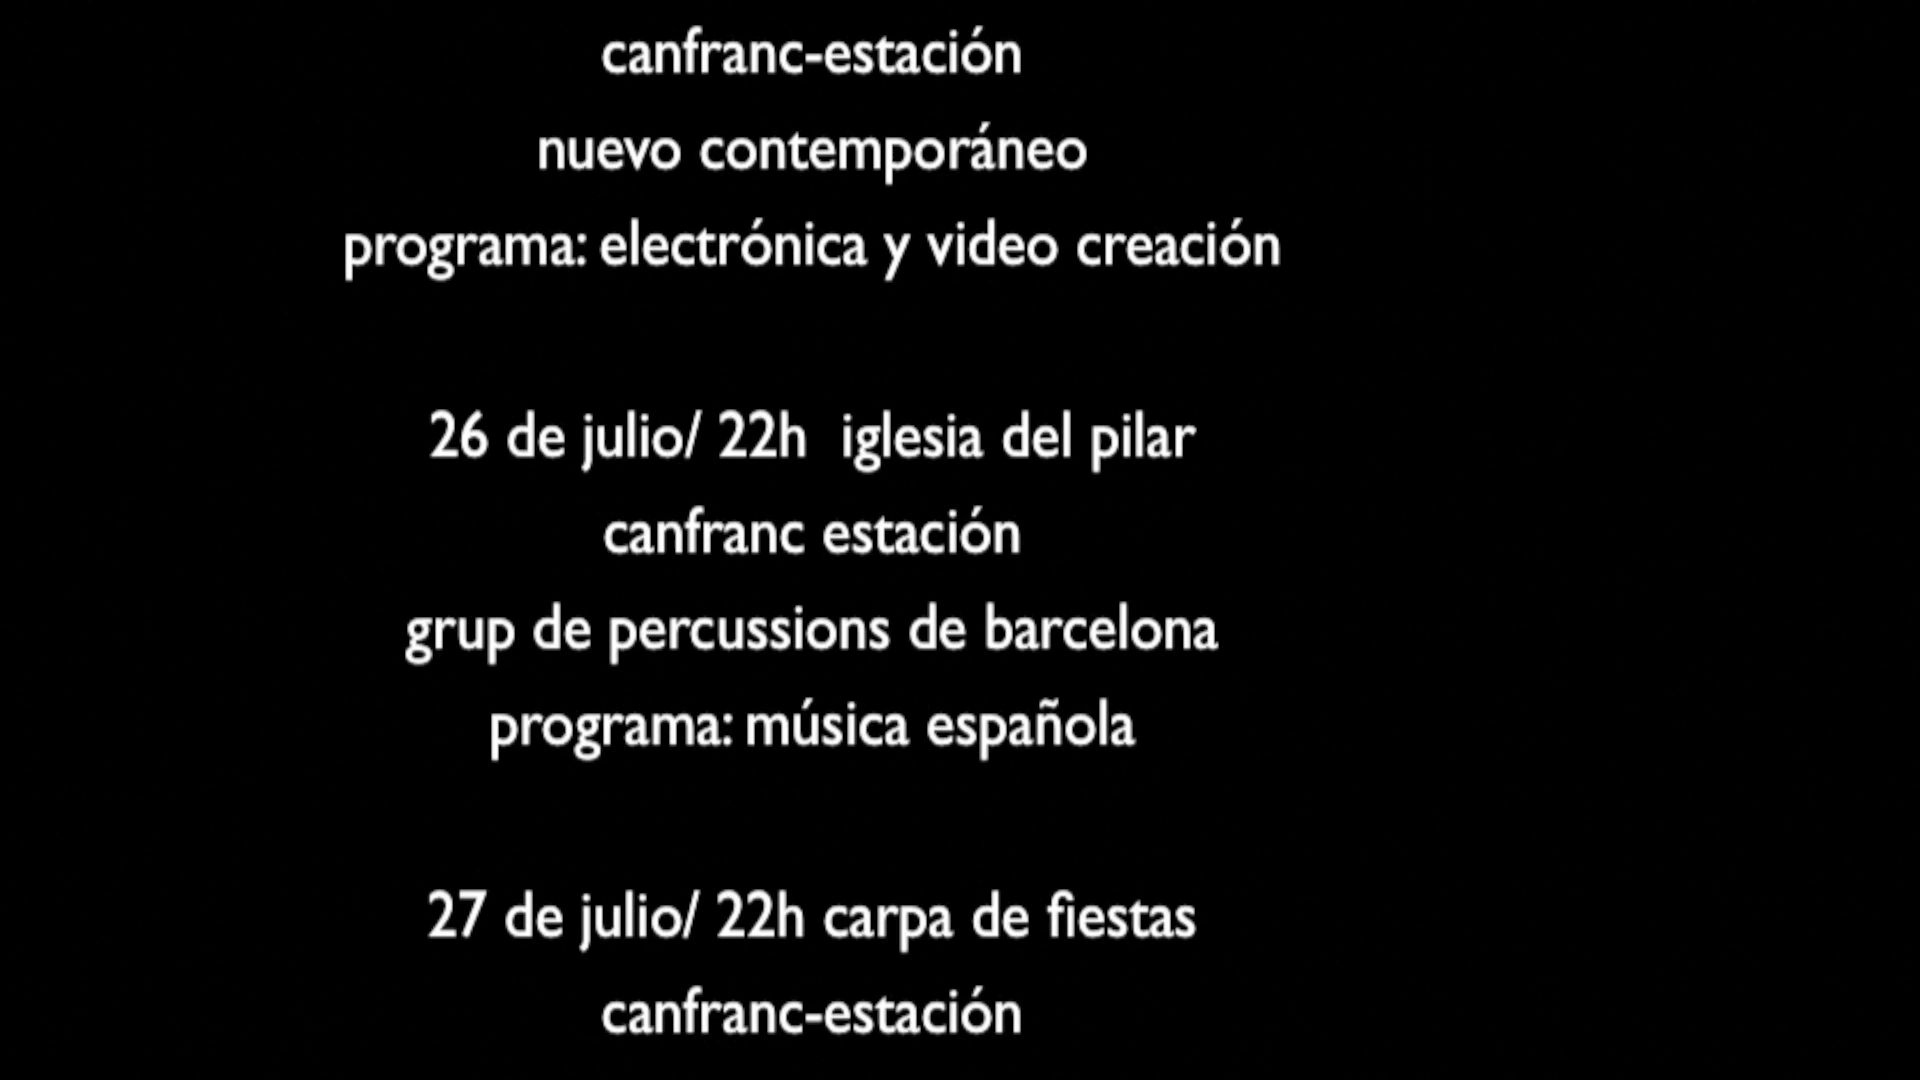 canfranc-estación
nuevo contemporáneo
programa: electrónica y video creación
26 de julio/ 22h  iglesia del pilar
canfranc estación
grup de percussions de barcelona
programa: música española
27 de julio/ 22h carpa de fiestas
canfranc-estación